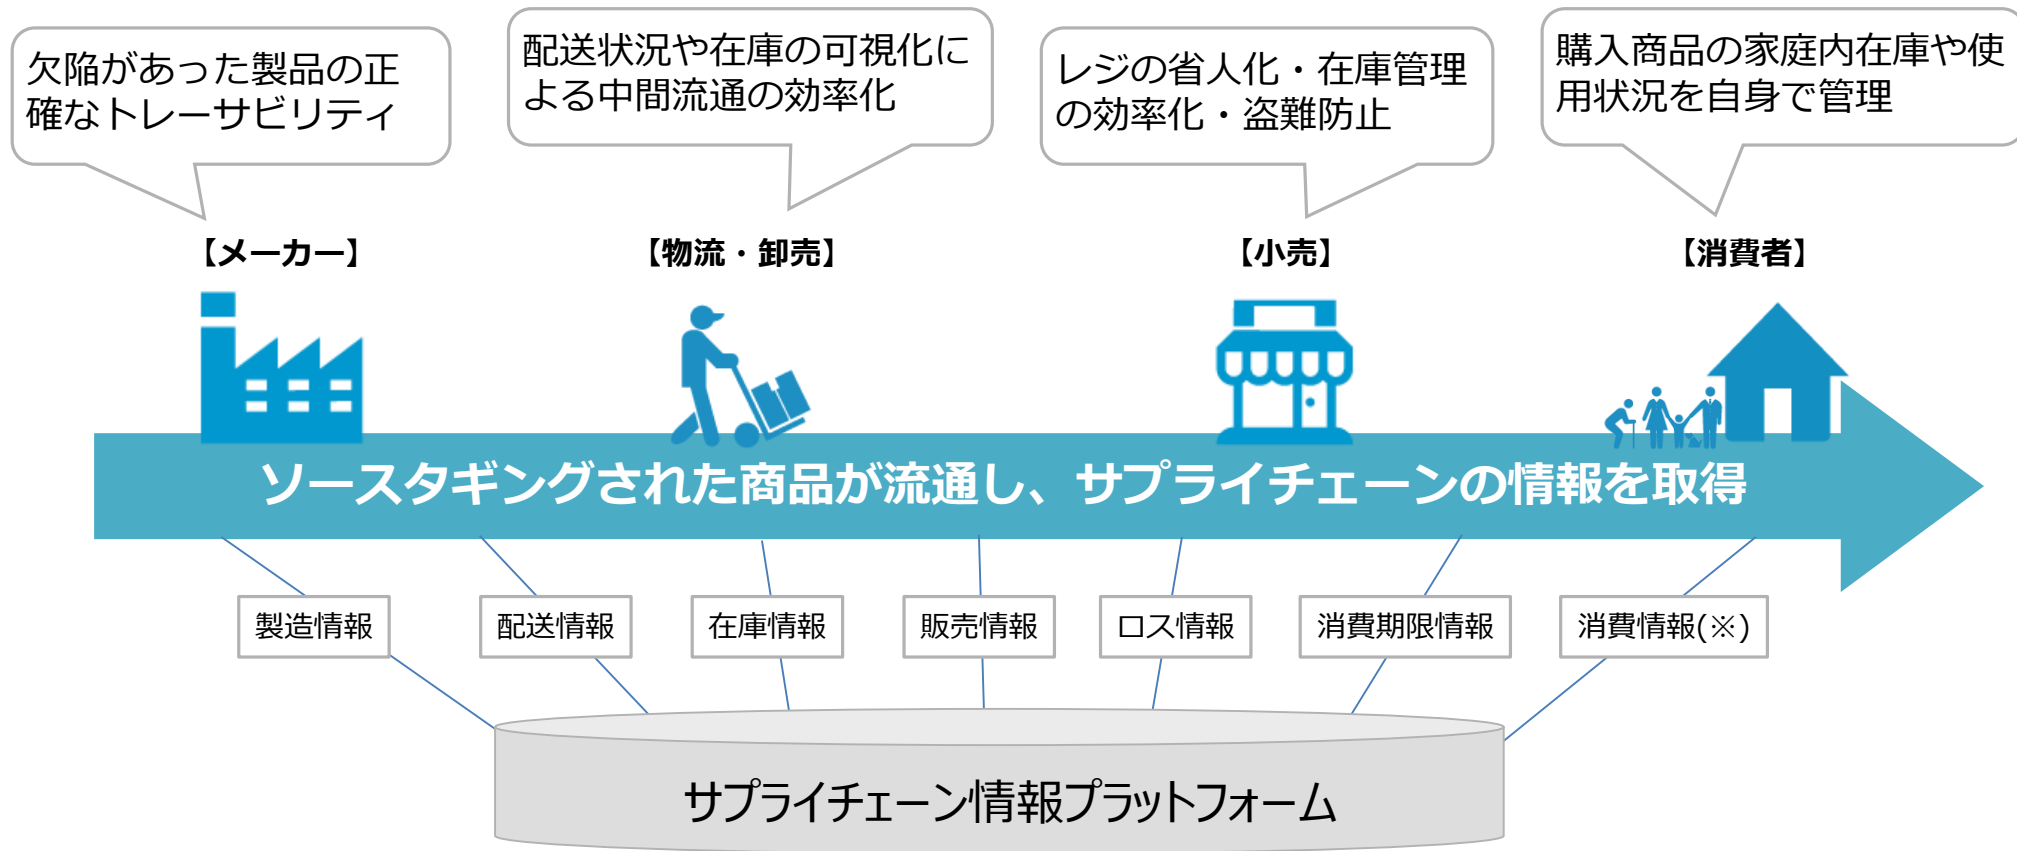 欠陥があった製品の正
確なトレーサビリティ
配送状況や在庫の可視化に
よる中間流通の効率化
レジの省人化・在庫管理
の効率化・盗難防止
購入商品の家庭内在庫や使
用状況を自身で管理
【メーカー】
【物流・卸売】
【小売】
【消費者】
ソースタギングされた商品が流通し、サプライチェーンの情報を取得
製造情報
配送情報
在庫情報
販売情報
ロス情報
消費期限情報
消費情報(※)
サプライチェーン情報プラットフォーム